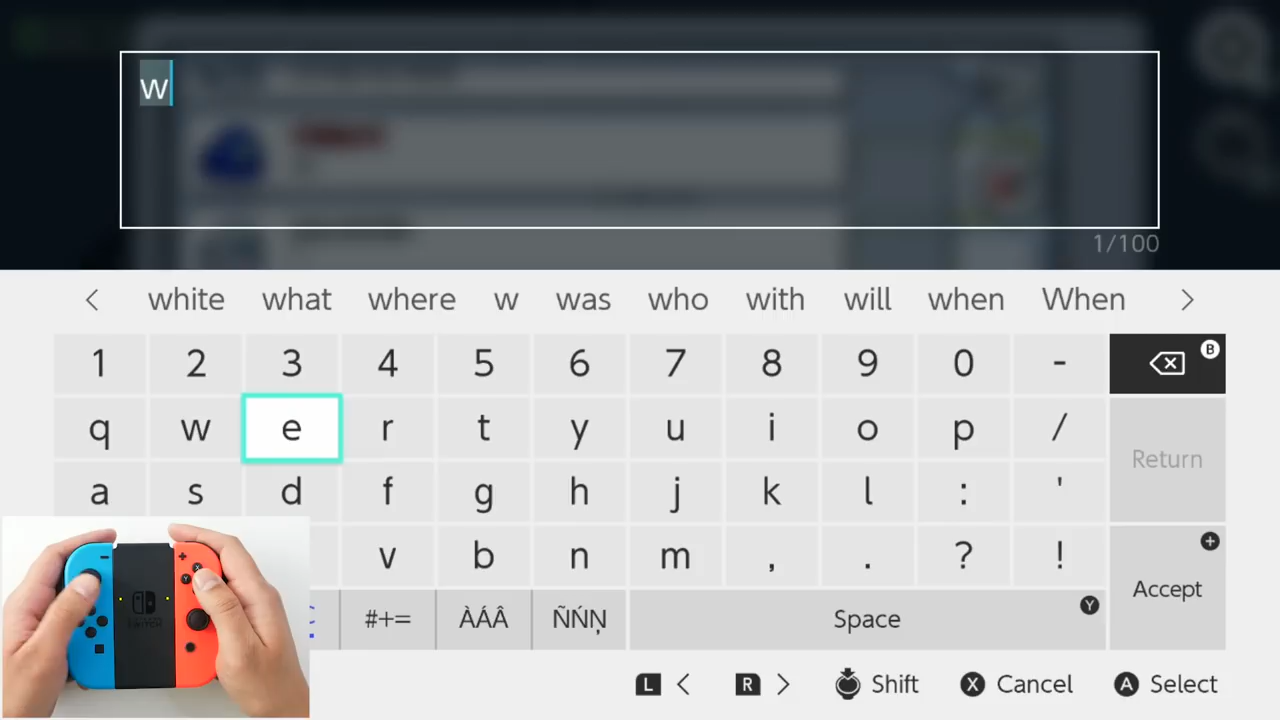 w
1/100
< white what where w was who with will when When >
1 2 3 4 5 6 7 8 9 0 - B
q w e r t y u i o p /
Return
a s d f g h j k l : '
v b n m , . ? ! +
Accept
#+= ÀÁÂ ÑŃŅ Space Y
L < R > Shift X Cancel A Select